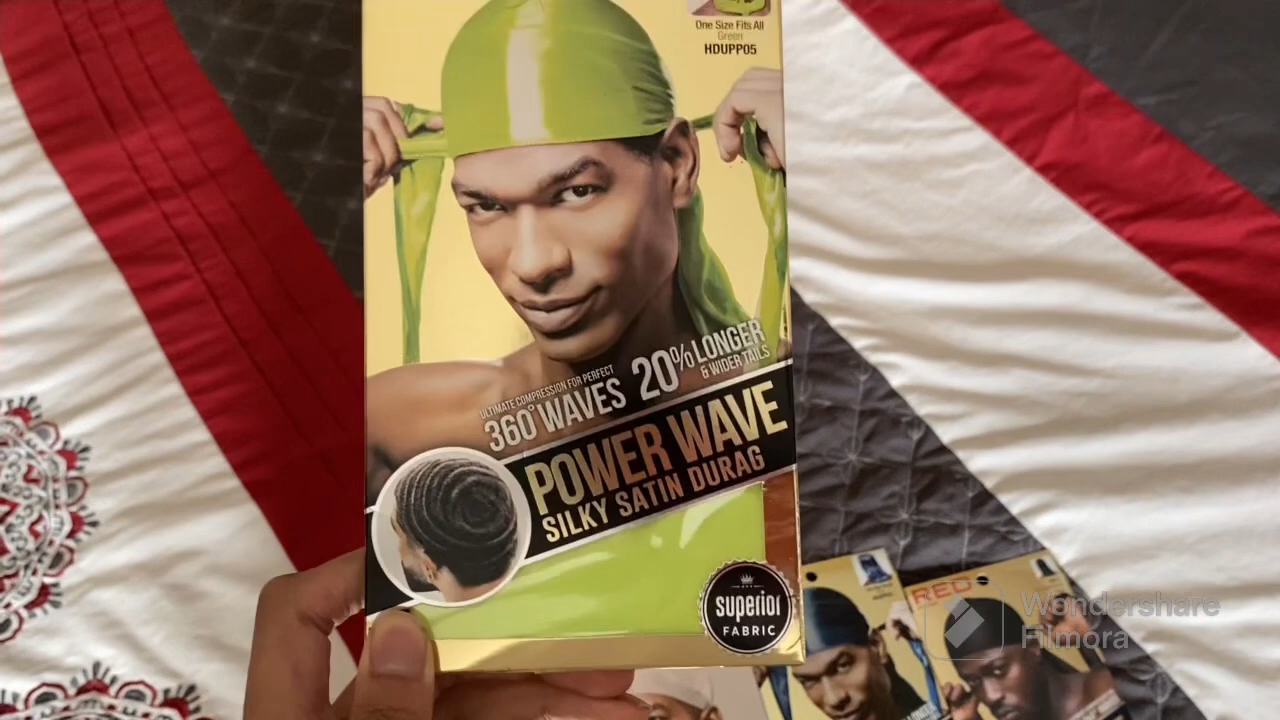 One Size Fits All
Green
HDUPP05
ULTIMATE COMPRESSION FOR PERFECT
360° WAVES
20% LONGER
& WIDER TAILS
POWER WAVE
SILKY SATIN DURAG
superior
FABRIC
RED
Wondershare
Filmora